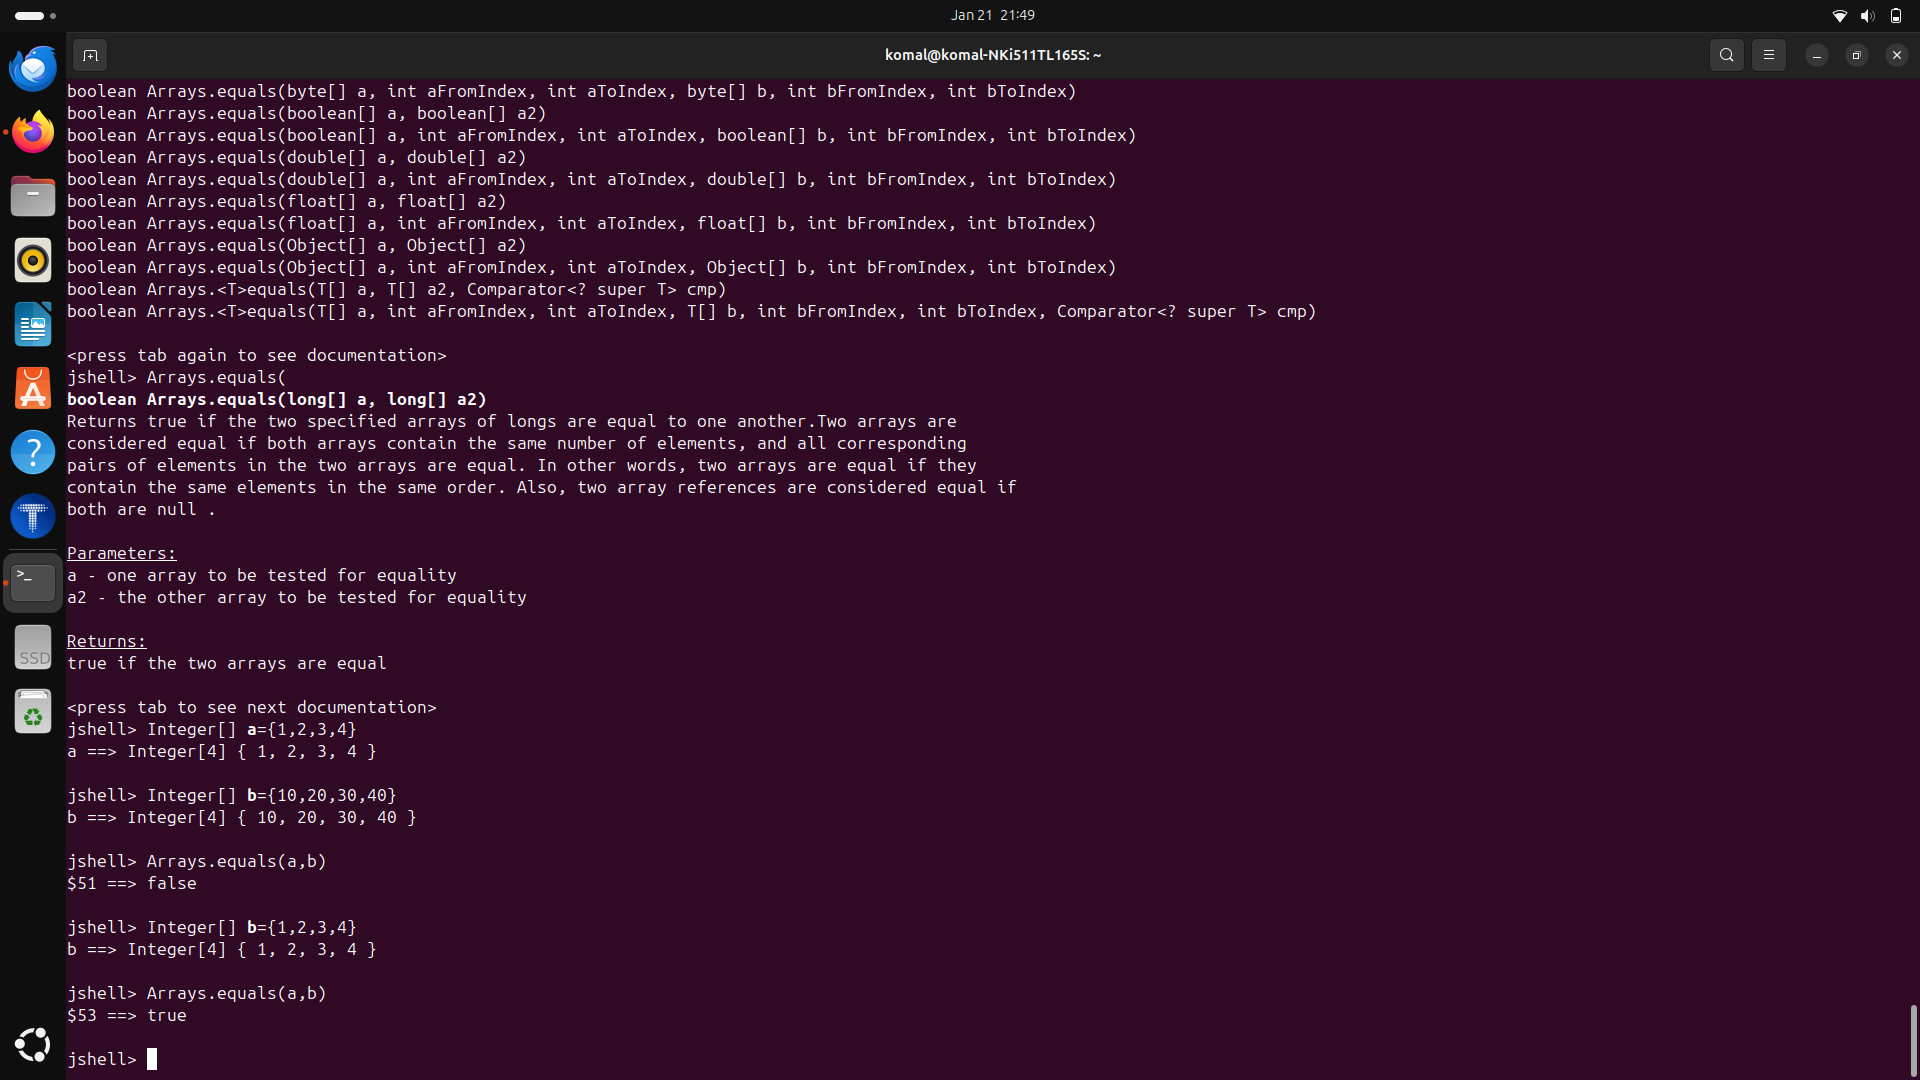 Jan 21 21:49
komal@komal-NKi511TL165S: ~
boolean Arrays.equals(byte[] a, int aFromIndex, int aToIndex, byte[] b, int bFromIndex, int bToIndex)
boolean Arrays.equals(boolean[] a, boolean[] a2)
boolean Arrays.equals(boolean[] a, int aFromIndex, int aToIndex, boolean[] b, int bFromIndex, int bToIndex)
boolean Arrays.equals(double[] a, double[] a2)
boolean Arrays.equals(double[] a, int aFromIndex, int aToIndex, double[] b, int bFromIndex, int bToIndex)
boolean Arrays.equals(float[] a, float[] a2)
boolean Arrays.equals(float[] a, int aFromIndex, int aToIndex, float[] b, int bFromIndex, int bToIndex)
boolean Arrays.equals(Object[] a, Object[] a2)
boolean Arrays.equals(Object[] a, int aFromIndex, int aToIndex, Object[] b, int bFromIndex, int bToIndex)
boolean Arrays.<T>equals(T[] a, T[] a2, Comparator<? super T> cmp)
boolean Arrays.<T>equals(T[] a, int aFromIndex, int aToIndex, T[] b, int bFromIndex, int bToIndex, Comparator<? super T> cmp)
<press tab again to see documentation>
jshell> Arrays.equals(
boolean Arrays.equals(long[] a, long[] a2)
Returns true if the two specified arrays of longs are equal to one another.Two arrays are
considered equal if both arrays contain the same number of elements, and all corresponding
pairs of elements in the two arrays are equal. In other words, two arrays are equal if they
contain the same elements in the same order. Also, two array references are considered equal if
both are null .
Parameters:
a - one array to be tested for equality
a2 - the other array to be tested for equality
Returns:
true if the two arrays are equal
<press tab to see next documentation>
jshell> Integer[] a={1,2,3,4}
a ==> Integer[4] { 1, 2, 3, 4 }
jshell> Integer[] b={10,20,30,40}
b ==> Integer[4] { 10, 20, 30, 40 }
jshell> Arrays.equals(a,b)
$51 ==> false
jshell> Integer[] b={1,2,3,4}
b ==> Integer[4] { 1, 2, 3, 4 }
jshell> Arrays.equals(a,b)
$53 ==> true
jshell>
SSD